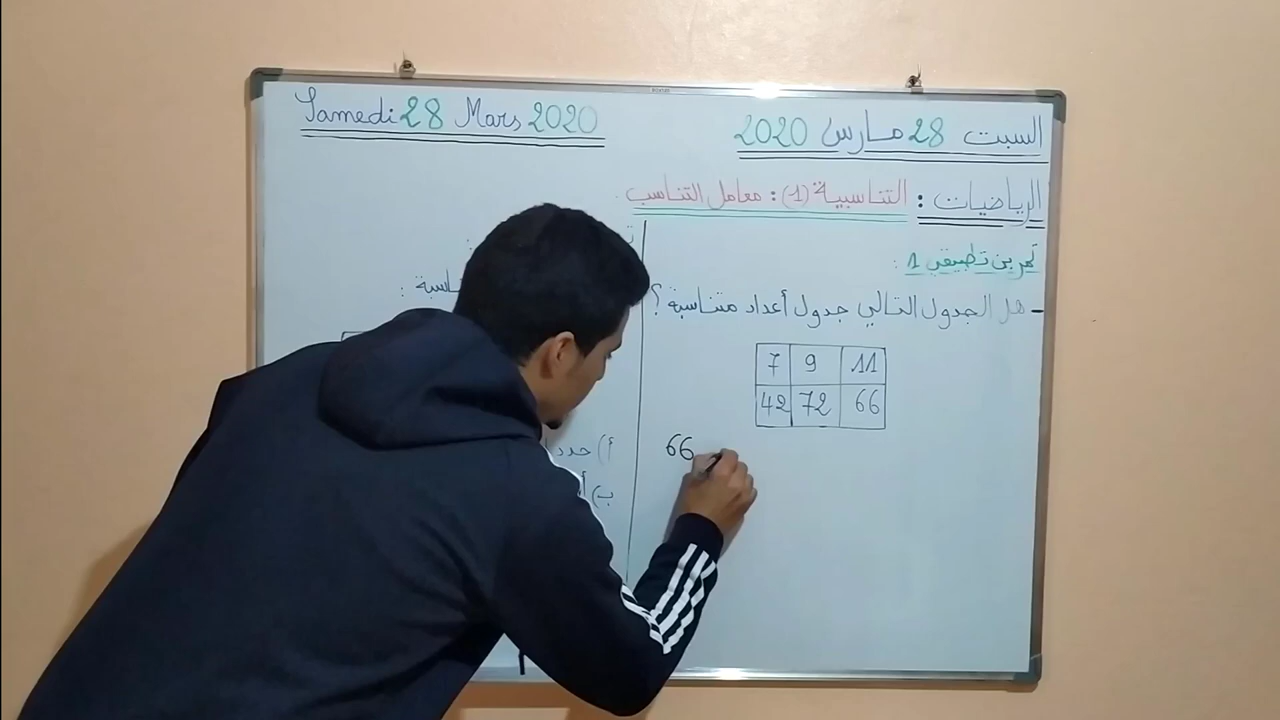 Samedi 28 Mars 2020
السبت 28 مارس 2020
الرياضيات : التناسبية (1) : معامل التناسب .
تمرين تطبيقي 1 :
- هل الجدول التالي جدول أعداد متناسبة ؟
7 9 11
42 72 66
66
:
أ) حدد
ب)